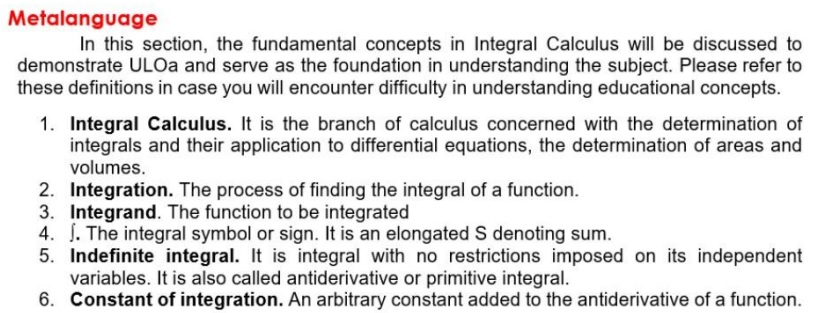 Metalanguage
In this section, the fundamental concepts in Integral Calculus will be discussed to
demonstrate ULOa and serve as the foundation in understanding the subject. Please refer to
these definitions in case you will encounter difficulty in understanding educational concepts.
1. Integral Calculus. It is the branch of calculus concerned with the determination of
integrals and their application to differential equations, the determination of areas and
volumes.
2. Integration. The process of finding the integral of a function.
3. Integrand. The function to be integrated
4. ∫. The integral symbol or sign. It is an elongated S denoting sum.
5. Indefinite integral. It is integral with no restrictions imposed on its independent
variables. It is also called antiderivative or primitive integral.
6. Constant of integration. An arbitrary constant added to the antiderivative of a function.